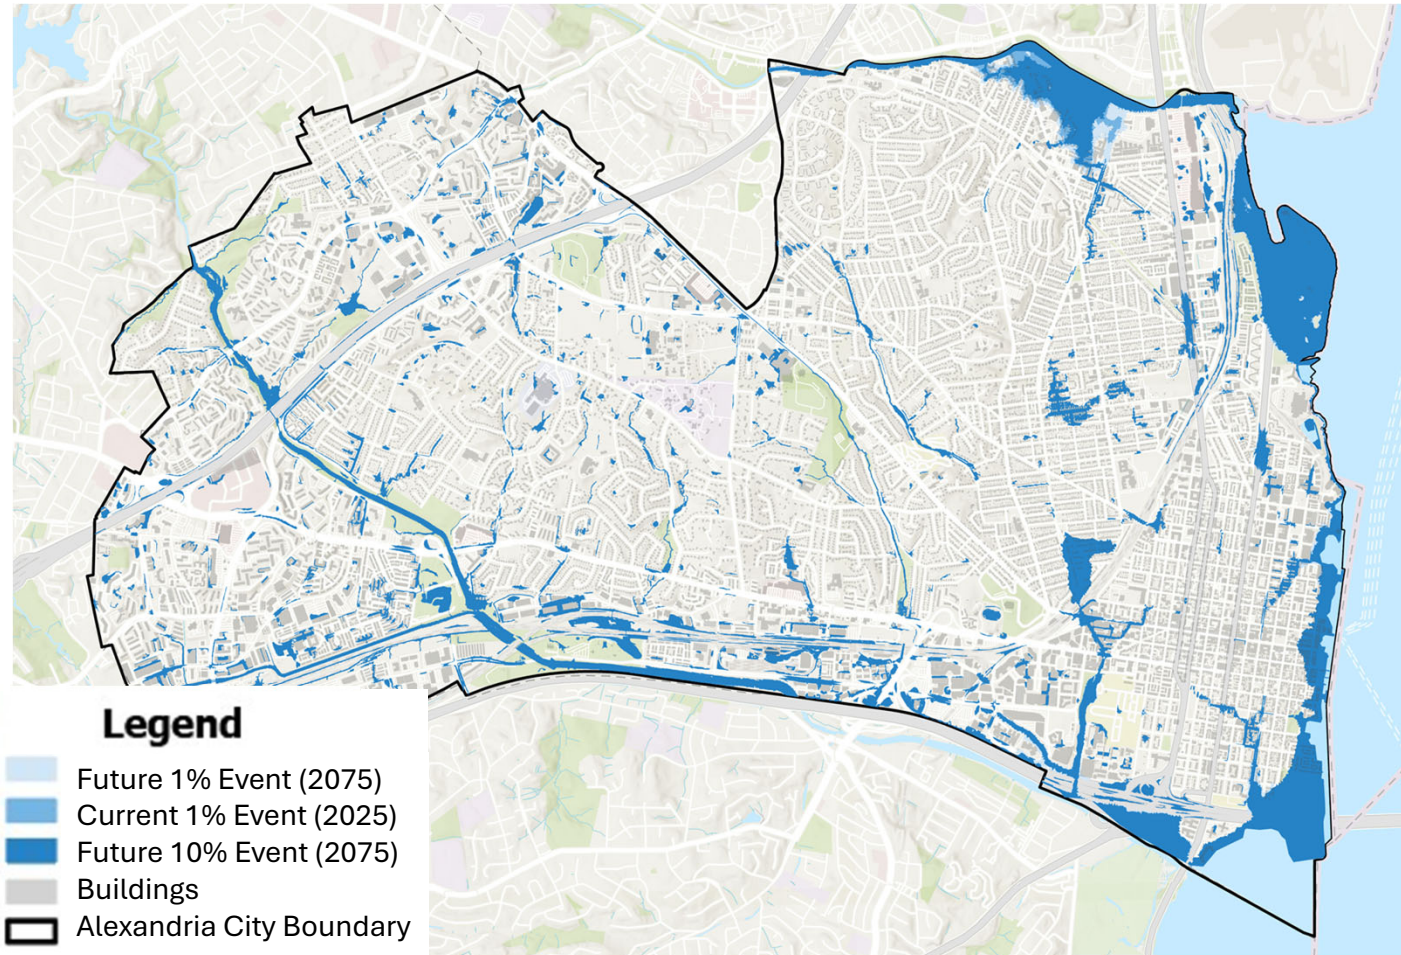 Legend
Future 1% Event (2075)
Current 1% Event (2025)
Future 10% Event (2075)
Buildings
Alexandria City Boundary